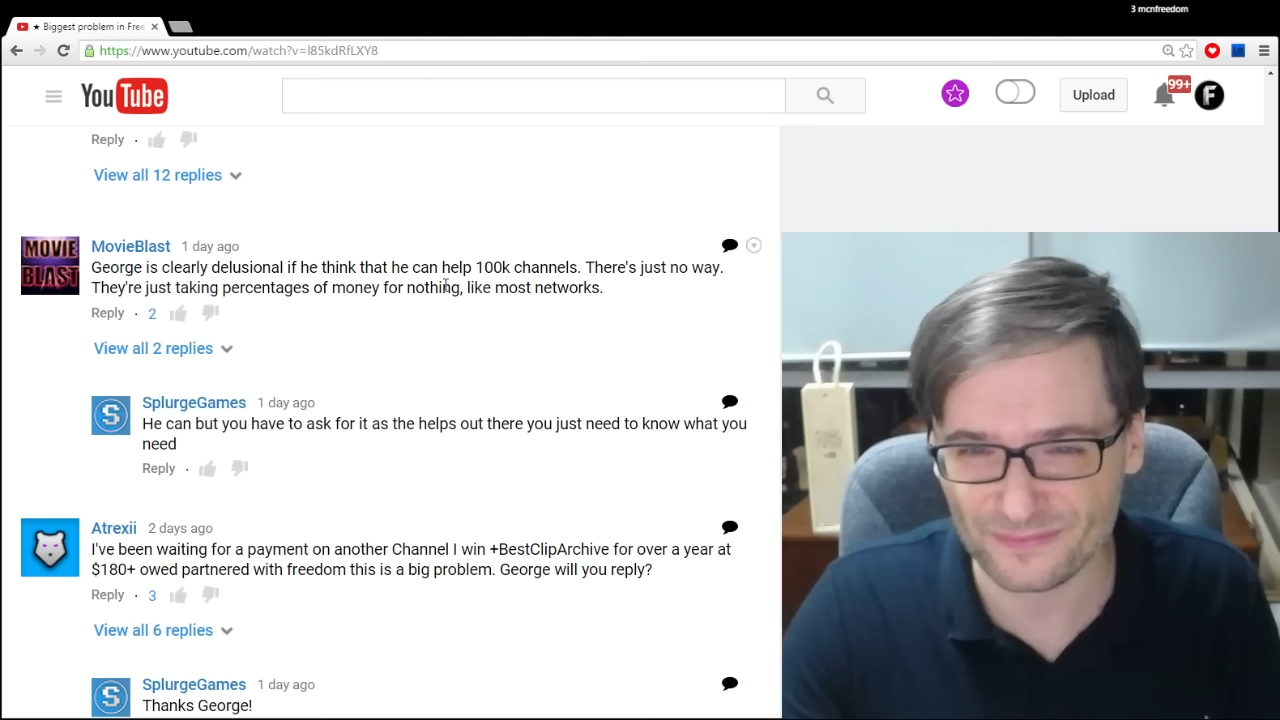 3 mcnfreedom
★ Biggest problem in Free
https://www.youtube.com/watch?v=l85kdRfLXY8
YouTube
Upload
99+
F
Reply
View all 12 replies
MOVIE
BLAST
MovieBlast 1 day ago
George is clearly delusional if he think that he can help 100k channels. There's just no way.
They're just taking percentages of money for nothing, like most networks.
Reply · 2
View all 2 replies
SplurgeGames 1 day ago
He can but you have to ask for it as the helps out there you just need to know what you
need
Reply
Atrexii 2 days ago
I've been waiting for a payment on another Channel I win +BestClipArchive for over a year at
$180+ owed partnered with freedom this is a big problem. George will you reply?
Reply · 3
View all 6 replies
SplurgeGames 1 day ago
Thanks George!